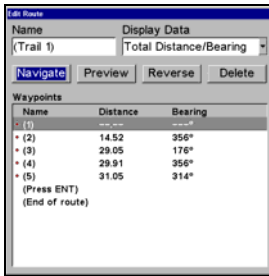 Edit Route
Name Display Data
(Trail 1) Total Distance/Bearing
Navigate Preview Reverse Delete
Waypoints
Name Distance Bearing
(1) --.-- ---°
(2) 14.52 356°
(3) 29.05 176°
(4) 29.91 356°
(5) 31.05 314°
(Press ENT)
(End of route)